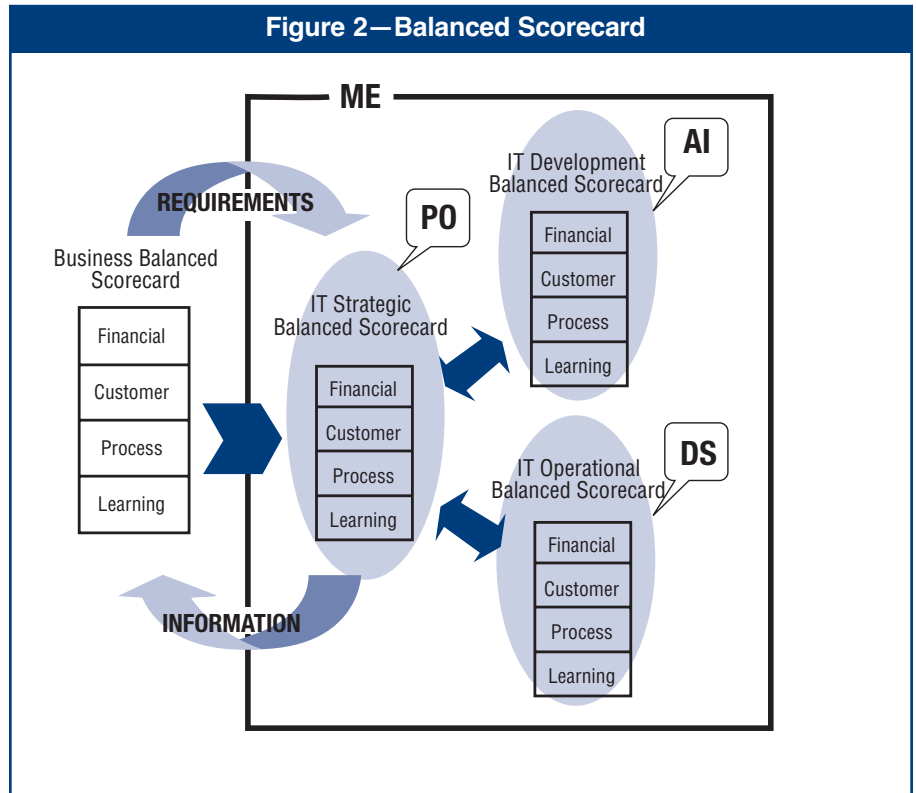 Figure 2—Balanced Scorecard
ME
REQUIREMENTS
Business Balanced
Scorecard
Financial
Customer
Process
Learning
INFORMATION
PO
IT Strategic
Balanced Scorecard
Financial
Customer
Process
Learning
AI
IT Development
Balanced Scorecard
Financial
Customer
Process
Learning
DS
IT Operational
Balanced Scorecard
Financial
Customer
Process
Learning